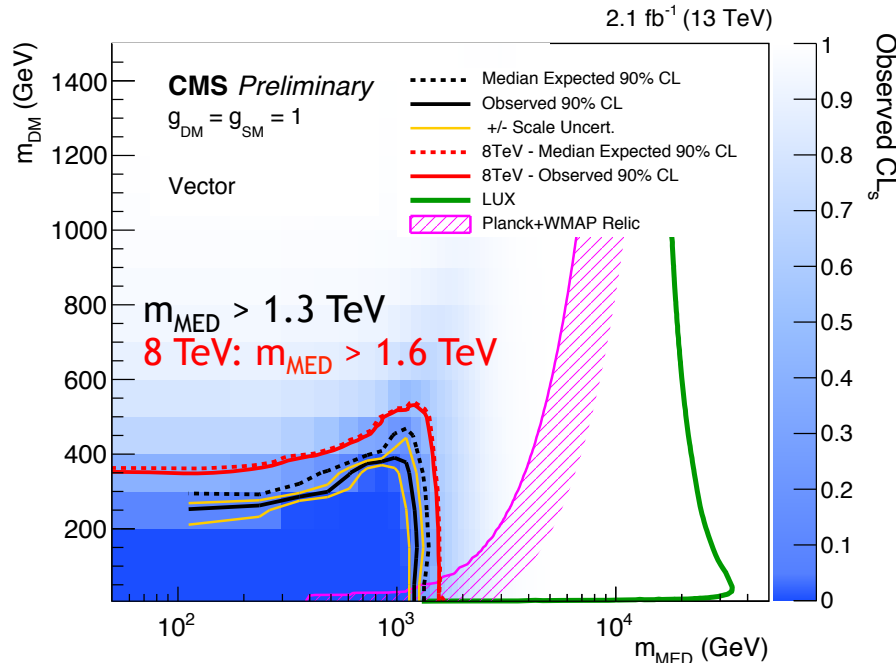 2.1 fb⁻¹ (13 TeV)
m_DM (GeV)
1400
1200
1000
800
600
400
200
CMS Preliminary
g_DM = g_SM = 1
Vector
Median Expected 90% CL
Observed 90% CL
+/- Scale Uncert.
8TeV - Median Expected 90% CL
8TeV - Observed 90% CL
LUX
Planck+WMAP Relic
m_MED > 1.3 TeV
8 TeV: m_MED > 1.6 TeV
10²
10³
10⁴
m_MED (GeV)
1
0.9
0.8
0.7
0.6
0.5
0.4
0.3
0.2
0.1
0
Observed CL_s